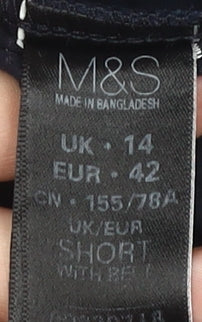 M&S
MADE IN BANGLADESH
UK • 14
EUR • 42
CN • 155/78A
UK/EUR
SHORT
WITH BELT